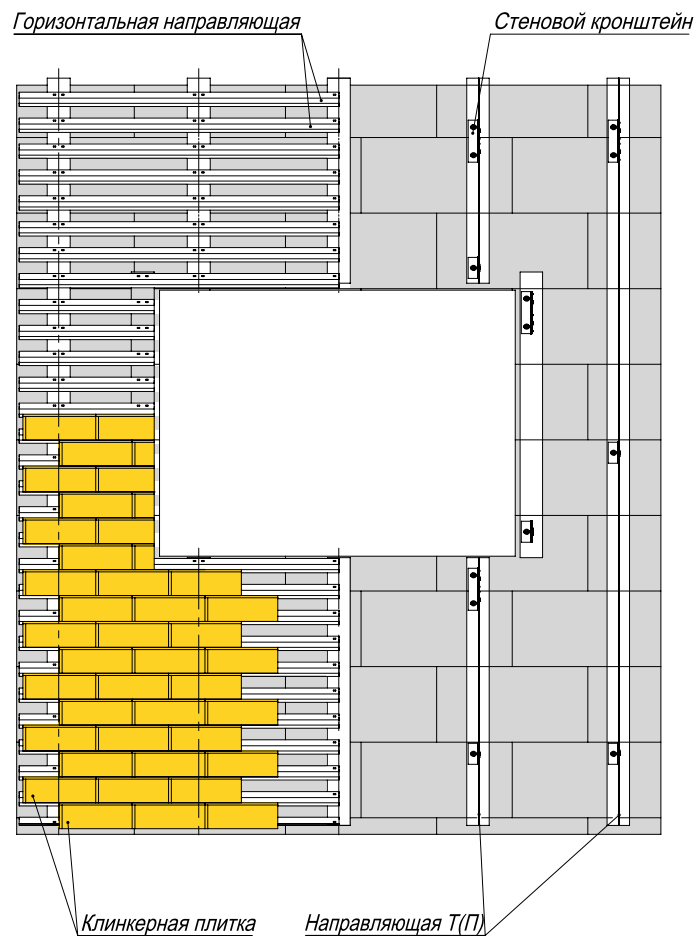 Горизонтальная направляющая
Стеновой кронштейн
Клинкерная плитка
Направляющая Т(П)